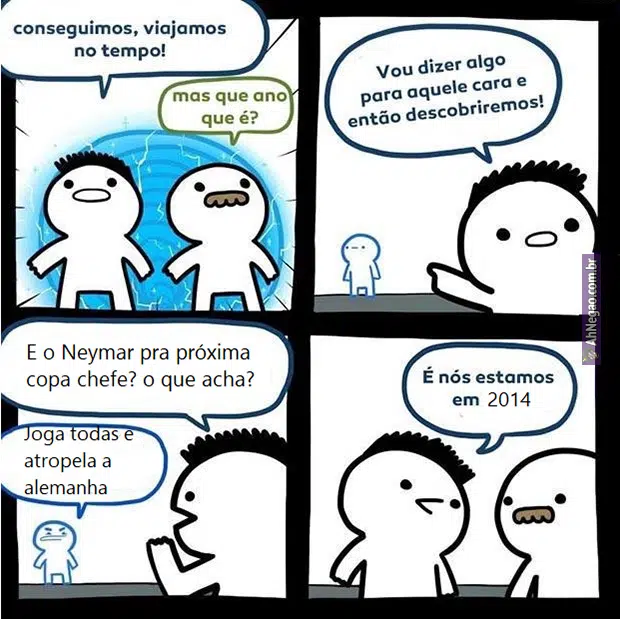 conseguimos, viajamos
no tempo!
mas que ano
que é?
Vou dizer algo
para aquele cara e
então descobriremos!
AhNegao.com.br
E o Neymar pra próxima
copa chefe? o que acha?
Joga todas e
atropela a
alemanha
É nós estamos
em 2014